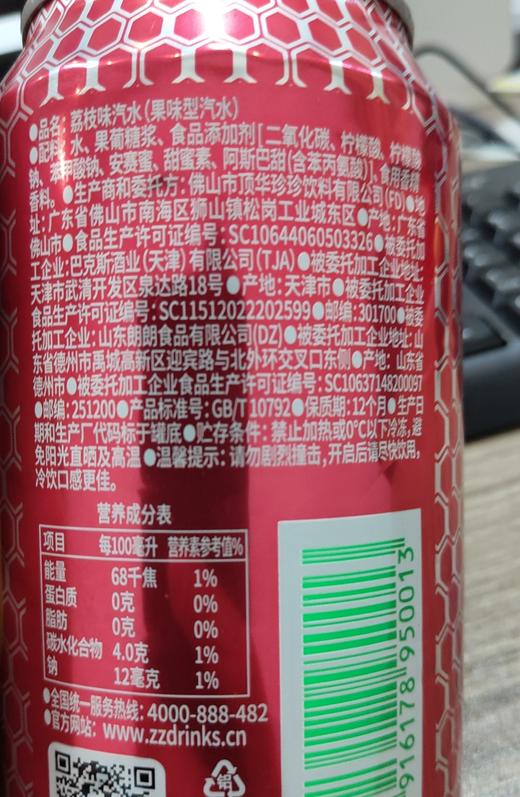 ●品名: 荔枝味汽水(果味型汽水)
●配料: 水、果葡糖浆、食品添加剂[二氧化碳、柠檬酸、柠檬酸
钠、苯甲酸钠、安赛蜜、甜蜜素、阿斯巴甜(含苯丙氨酸)]、食用香精
香料。●生产商和委托方: 佛山市顶华珍珍饮料有限公司(FD)●地
址: 广东省佛山市南海区狮山镇松岗工业城东区●产地: 广东省
佛山市●食品生产许可证编号: SC10644060503326●被委托加
工企业: 巴克斯酒业(天津)有限公司(TJA)●被委托加工企业地址:
天津市武清开发区泉达路18号●产地: 天津市●被委托加工企业
食品生产许可证编号: SC11512022202599●邮编: 301700●被委
托加工企业: 山东朗朗食品有限公司(DZ)●被委托加工企业地址: 山
东省德州市禹城高新区迎宾路与北外环交叉口东侧●产地: 山东省
德州市●被委托加工企业食品生产许可证编号: SC10637148200097
●邮编: 251200●产品标准号: GB/T 10792●保质期: 12个月●生产日
期和生产厂代码标于罐底●贮存条件: 禁止加热或0℃以下冷冻, 避
免阳光直晒及高温●温馨提示: 请勿剧烈撞击, 开启后请尽快饮用,
冷饮口感更佳。
营养成分表
项目 每100毫升 营养素参考值%
能量 68千焦 1%
蛋白质 0克 0%
脂肪 0克 0%
碳水化合物 4.0克 1%
钠 12毫克 1%
●全国统一服务热线: 4000-888-482
●官方网站: www.zzdrinks.cn
铝
916178 950013